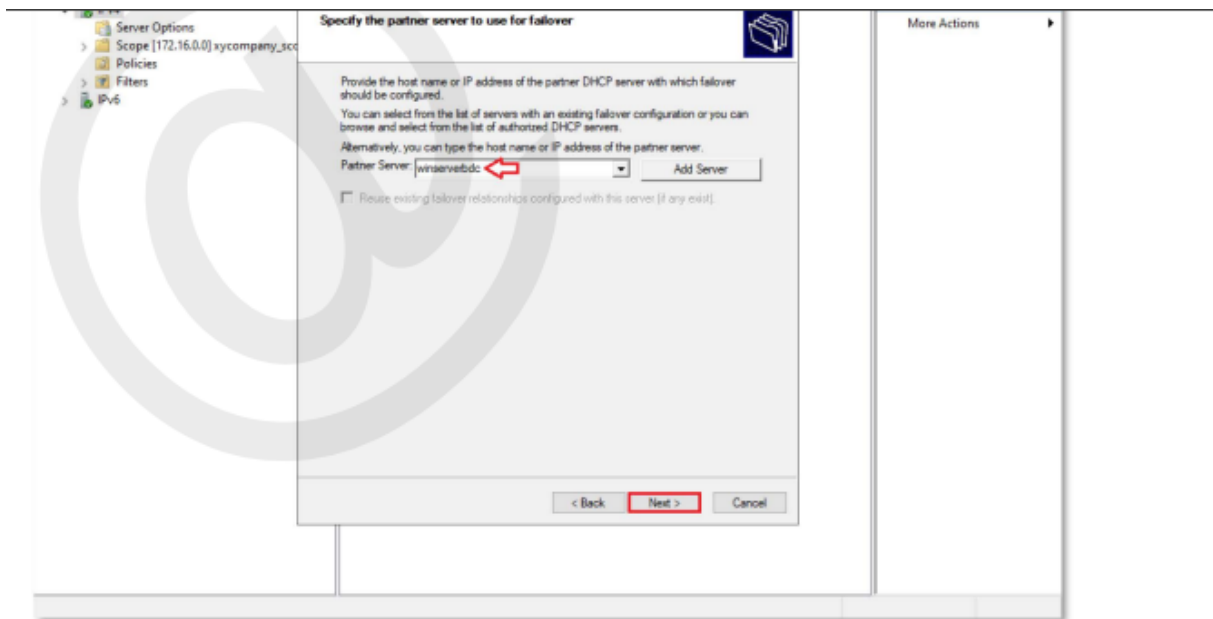 Specify the partner server to use for failover
More Actions
Server Options
Scope [172.16.0.0] xycompany_sco
Policies
Filters
IPv6
Provide the host name or IP address of the partner DHCP server with which failover
should be configured.
You can select from the list of servers with an existing failover configuration or you can
browse and select from the list of authorized DHCP servers.
Alternatively, you can type the host name or IP address of the partner server.
Partner Server: winserverbdc
Add Server
Reuse existing failover relationships configured with this server (if any exist).
< Back
Next >
Cancel